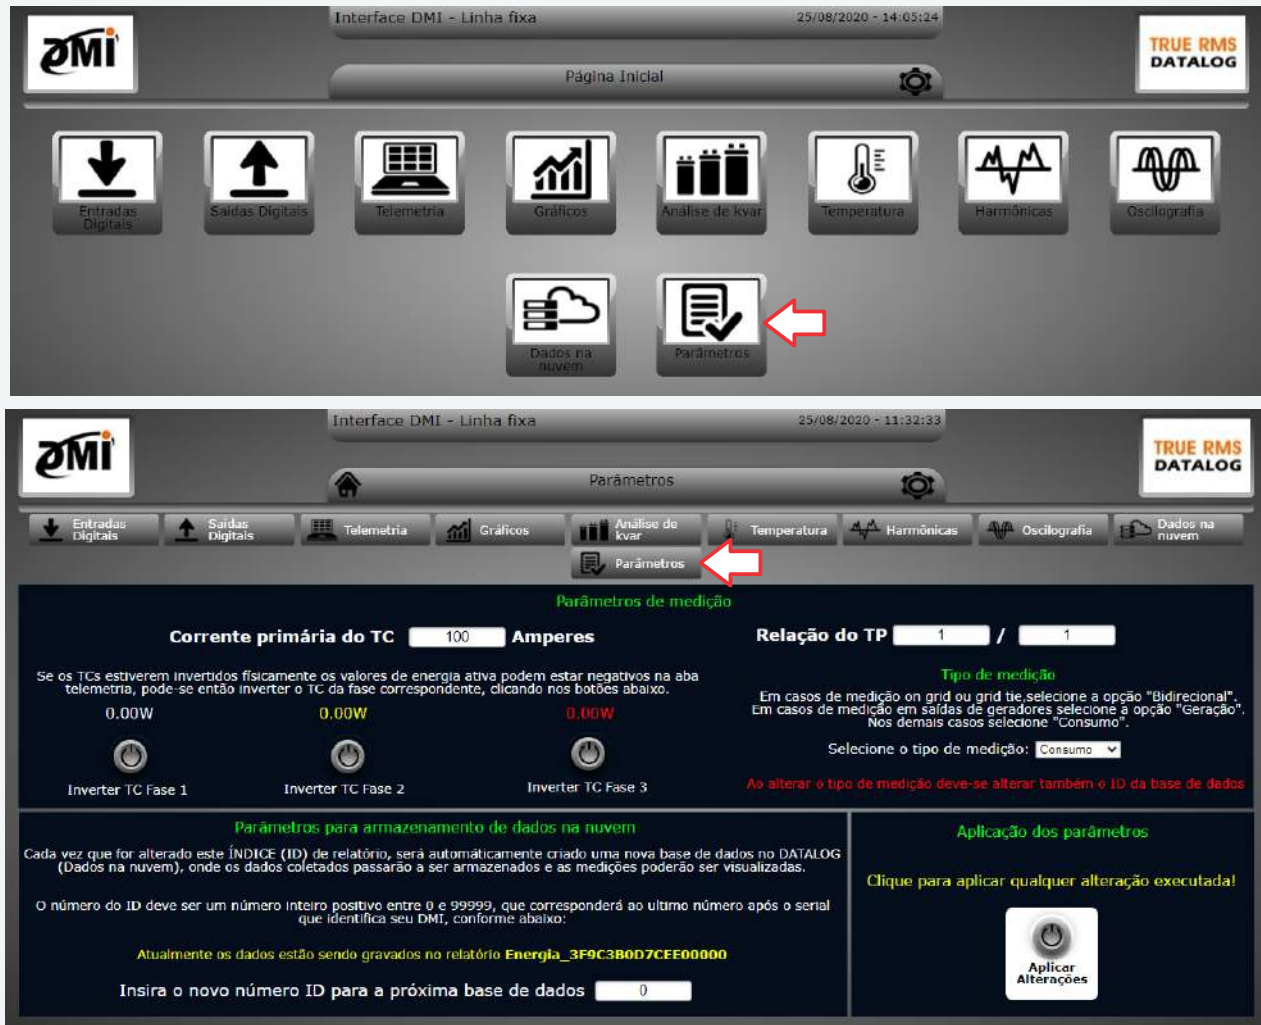 Interface DMI - Linha fixa
25/08/2020 - 14:05:24
DMI
TRUE RMS
DATALOG
Página Inicial
Entradas
Digitais
Saídas Digitais
Telemetria
Gráficos
Análise de kvar
Temperatura
Harmônicas
Oscilografia
Dados na
nuvem
Parâmetros
Interface DMI - Linha fixa
25/08/2020 - 11:32:33
DMI
TRUE RMS
DATALOG
Parâmetros
Entradas
Digitais
Saídas
Digitais
Telemetria
Gráficos
Análise de
kvar
Temperatura
Harmônicas
Oscilografia
Dados na
nuvem
Parâmetros
Parâmetros de medição
Corrente primária do TC 100 Amperes
Relação do TP 1 / 1
Se os TCs estiverem invertidos físicamente os valores de energia ativa podem estar negativos na aba
telemetria, pode-se então inverter o TC da fase correspondente, clicando nos botões abaixo.
0.00W
0.00W
0.00W
Inverter TC Fase 1
Inverter TC Fase 2
Inverter TC Fase 3
Tipo de medição
Em casos de medição on grid ou grid tie,selecione a opção "Bidirecional".
Em casos de medição em saídas de geradores selecione a opção "Geração".
Nos demais casos selecione "Consumo".
Selecione o tipo de medição: Consumo
Ao alterar o tipo de medição deve-se alterar também o ID da base de dados
Parâmetros para armazenamento de dados na nuvem
Cada vez que for alterado este ÍNDICE (ID) de relatório, será automáticamente criado uma nova base de dados no DATALOG
(Dados na nuvem), onde os dados coletados passarão a ser armazenados e as medições poderão ser visualizadas.
O número do ID deve ser um número inteiro positivo entre 0 e 99999, que corresponderá ao ultimo número após o serial
que identifica seu DMI, conforme abaixo:
Atualmente os dados estão sendo gravados no relatório Energia_3F9C3B0D7CEE00000
Insira o novo número ID para a próxima base de dados 0
Aplicação dos parâmetros
Clique para aplicar qualquer alteração executada!
Aplicar
Alterações